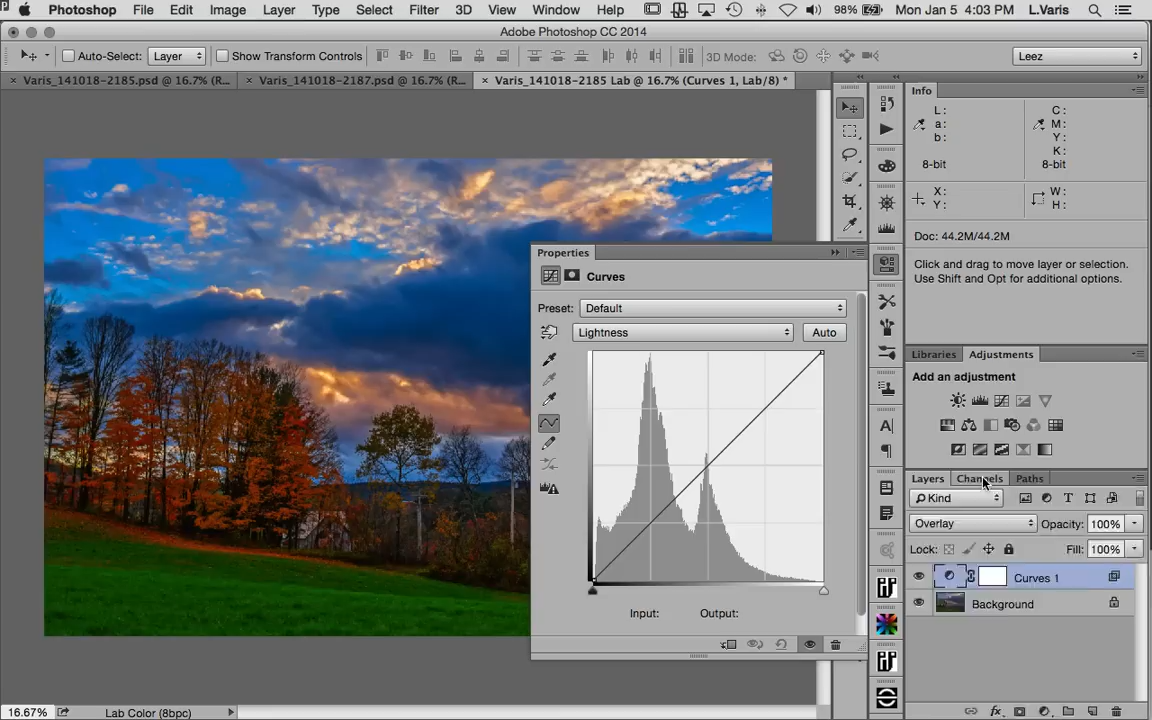 Photoshop File Edit Image Layer Type Select Filter 3D View Window Help 98% Mon Jan 5 4:03 PM L.Varis
Adobe Photoshop CC 2014
Auto-Select: Layer Show Transform Controls 3D Mode: Leez
× Varis_141018-2185.psd @ 16.7% (R... × Varis_141018-2187.psd @ 16.7% (R... × Varis_141018-2185 Lab @ 16.7% (Curves 1, Lab/8) *
Info
L: C:
a: M:
b: Y:
K:
8-bit 8-bit
X: W:
Y: H:
Doc: 44.2M/44.2M
Click and drag to move layer or selection.
Use Shift and Opt for additional options.
Properties
Curves
Preset: Default
Lightness Auto
Input: Output:
Libraries Adjustments
Add an adjustment
Layers Channels Paths
Kind T
Overlay Opacity: 100%
Lock: Fill: 100%
Curves 1
Background
16.67% Lab Color (8bpc)